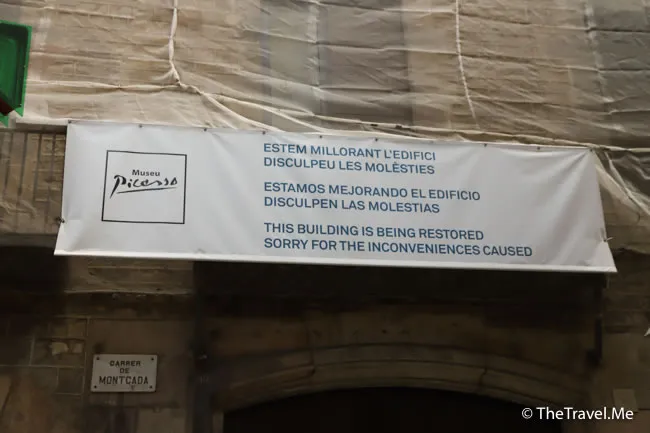 Museu
Picasso
ESTEM MILLORANT L'EDIFICI
DISCULPEU LES MOLÈSTIES
ESTAMOS MEJORANDO EL EDIFICIO
DISCULPEN LAS MOLESTIAS
THIS BUILDING IS BEING RESTORED
SORRY FOR THE INCONVENIENCES CAUSED
CARRER
DE
MONTCADA
© TheTravel.Me